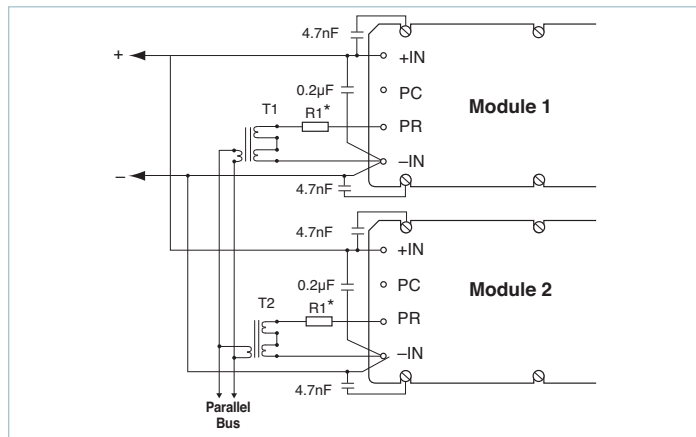 4.7nF
+
+IN
0.2µF
PC
Module 1
T1
R1*
PR
–IN
–
4.7nF
4.7nF
+IN
0.2µF
PC
Module 2
T2
R1*
PR
–IN
4.7nF
Parallel
Bus